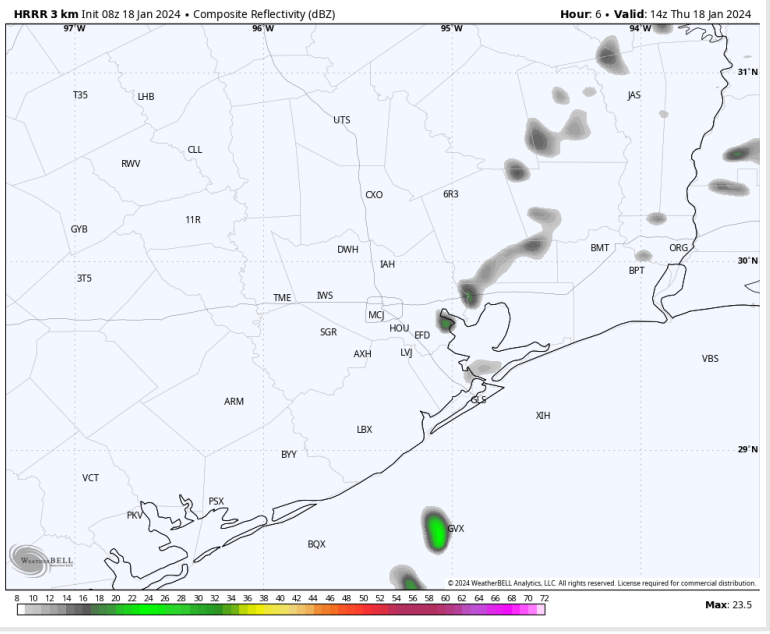 HRRR 3 km Init 08z 18 Jan 2024 • Composite Reflectivity (dBZ)
Hour: 6 • Valid: 14z Thu 18 Jan 2024
97°W 96°W 95°W 94°W
31°N
T35 LHB JAS
UTS
CLL
RWV
CXO 6R3
11R
GYB
DWH BMT ORG
IAH 30°N
3T5 BPT
TME IWS
MCJ
SGR HOU EFD
AXH LVJ VBS
ARM GLS
XIH
LBX
BYY 29°N
VCT
PSX
PKV
GVX
BQX
WEATHERBELL
© 2024 WeatherBELL Analytics, LLC. All rights reserved. License required for commercial distribution.
8 10 12 14 16 18 20 22 24 26 28 30 32 34 36 38 40 42 44 46 48 50 52 54 56 58 60 62 64 66 68 70 72
Max: 23.5